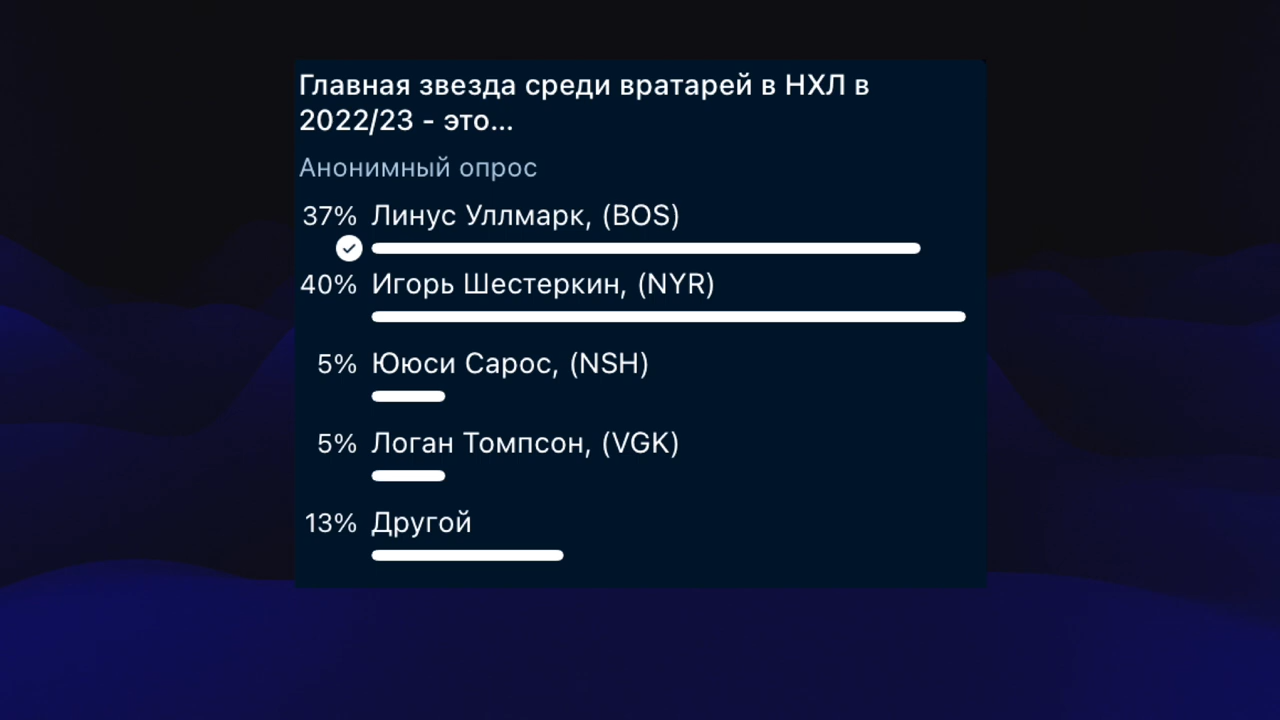 Главная звезда среди вратарей в НХЛ в
2022/23 - это...
Анонимный опрос
37% Линус Уллмарк, (BOS)
40% Игорь Шестеркин, (NYR)
5% Ююси Сарос, (NSH)
5% Логан Томпсон, (VGK)
13% Другой